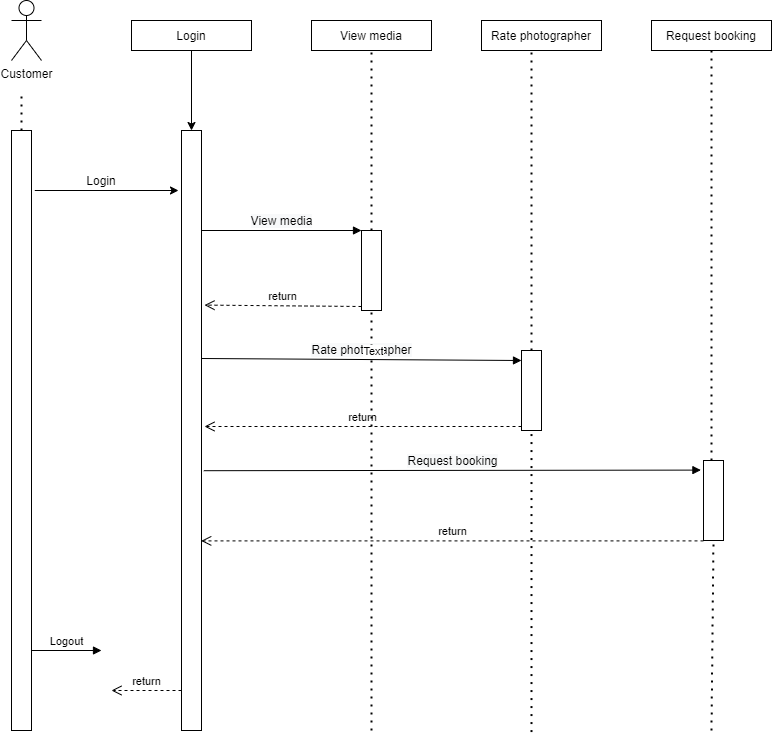 Login
View media
Rate photographer
Request booking
Customer
Login
View media
return
Rate photographer
Text
return
Request booking
return
Logout
return